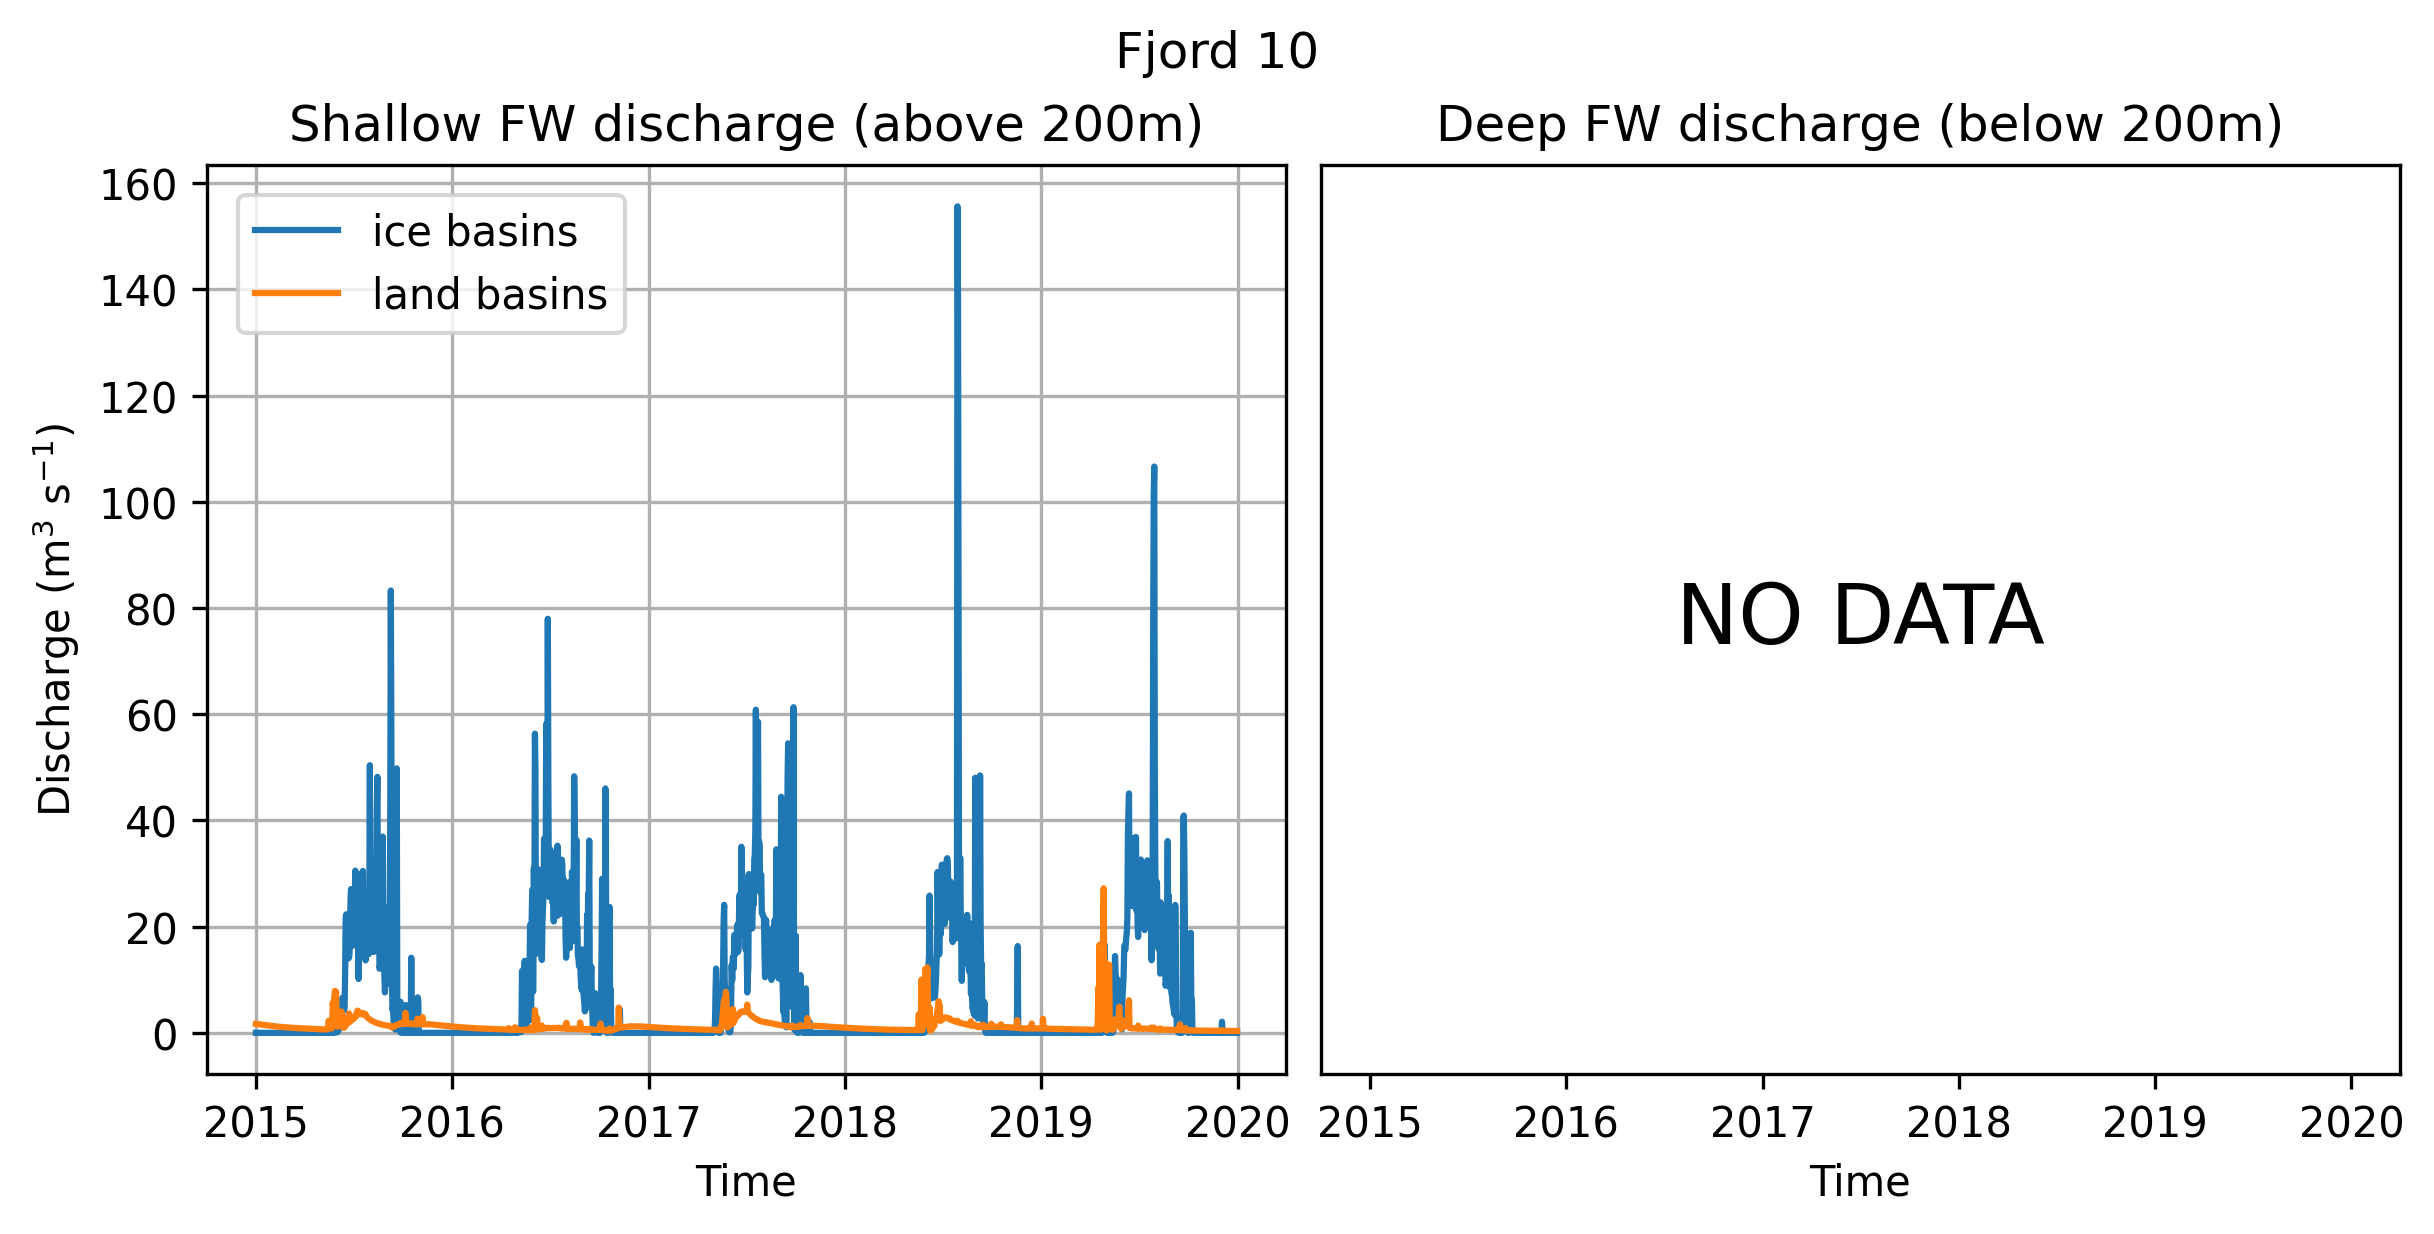 Fjord 10
Shallow FW discharge (above 200m)
Deep FW discharge (below 200m)
160
140
120
100
80
60
40
20
0
Discharge (m³ s⁻¹)
ice basins
land basins
NO DATA
2015 2016 2017 2018 2019 2020
2015 2016 2017 2018 2019 2020
Time
Time